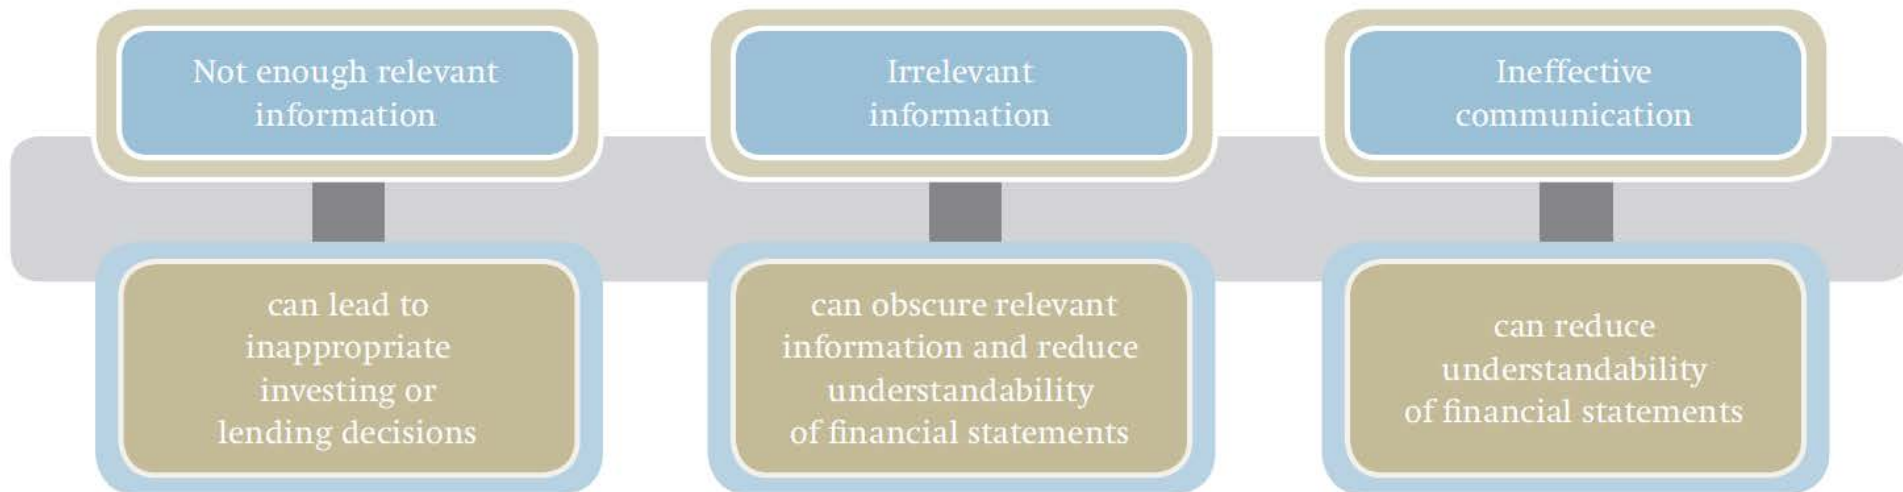 Not enough relevant
information
can lead to
inappropriate
investing or
lending decisions
Irrelevant
information
can obscure relevant
information and reduce
understandability
of financial statements
Ineffective
communication
can reduce
understandability
of financial statements